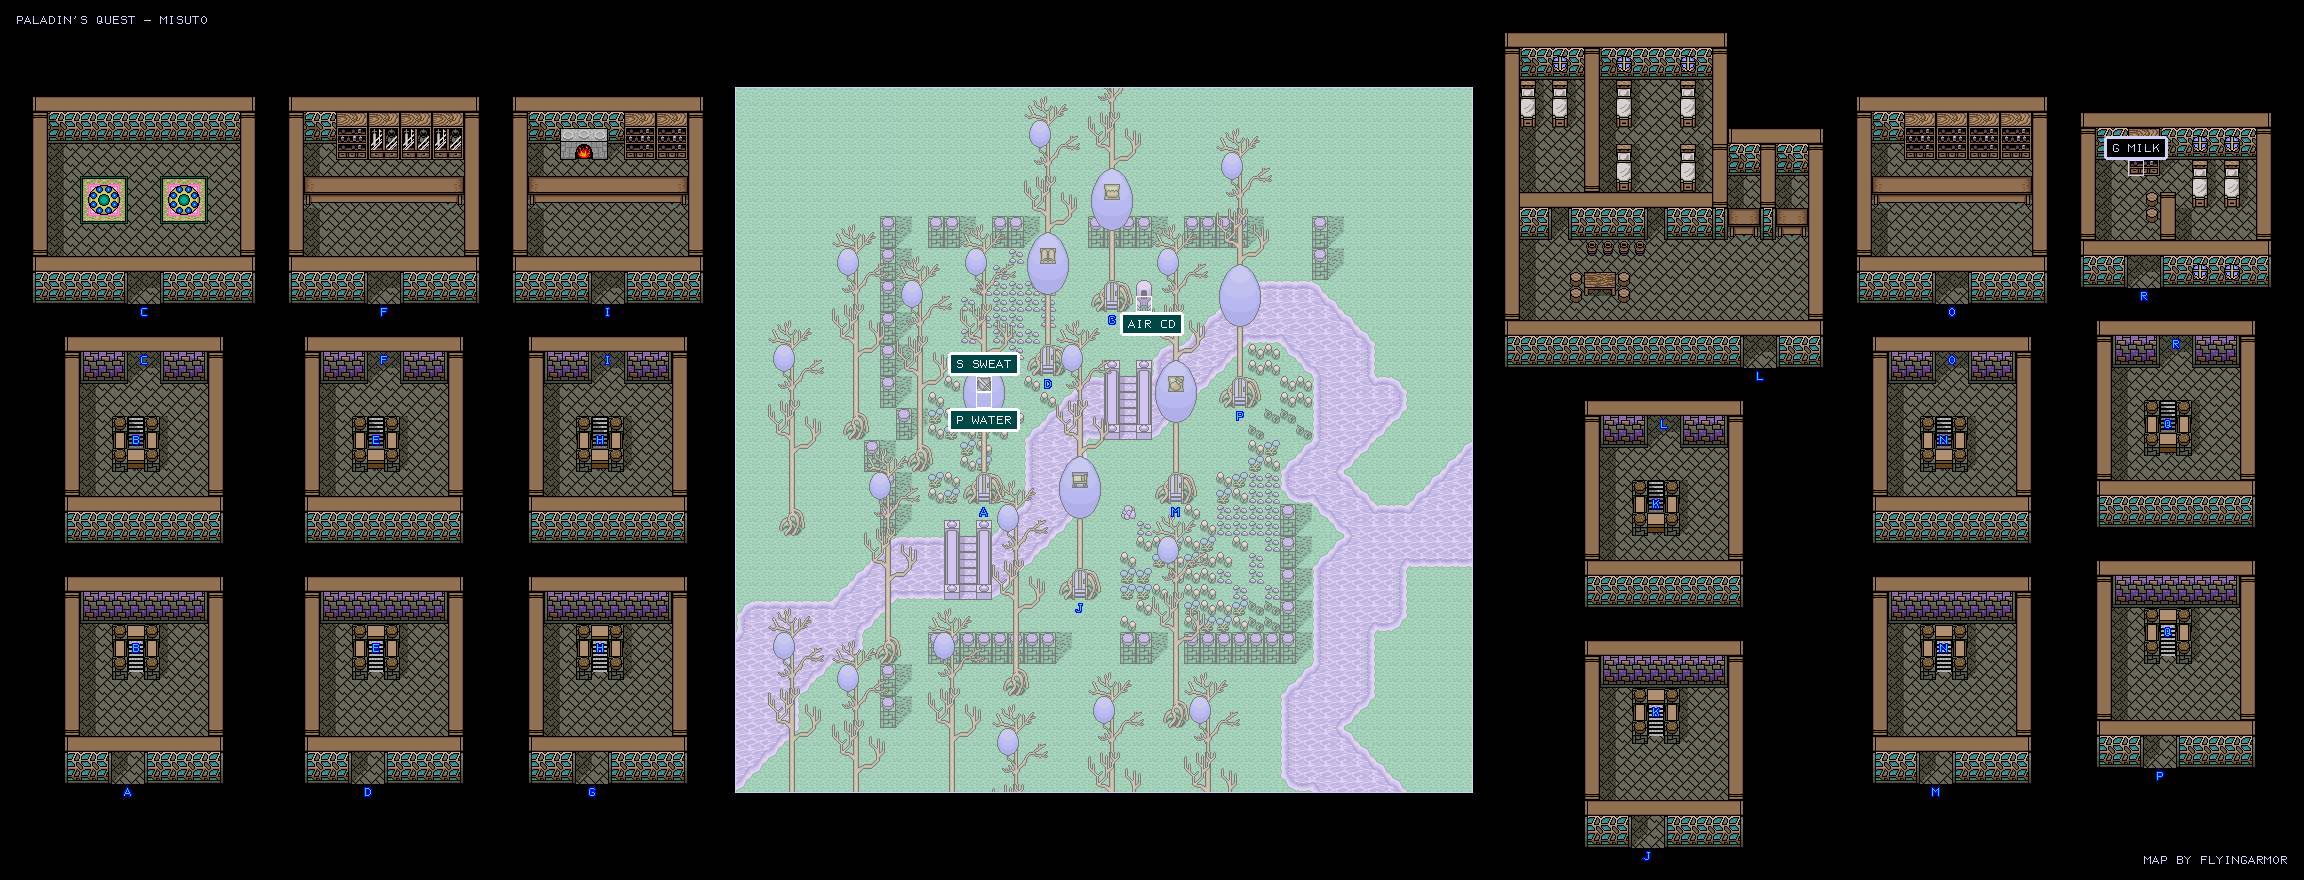 PALADIN'S QUEST - MISUTO
C
F
I
C
F
I
B
E
H
B
E
H
A
D
G
G
AIR CD
S SWEAT
D
P WATER
P
A
M
J
L
O
G MILK
R
L
K
K
J
O
N
N
M
R
Q
Q
P
MAP BY FLYINGARMOR